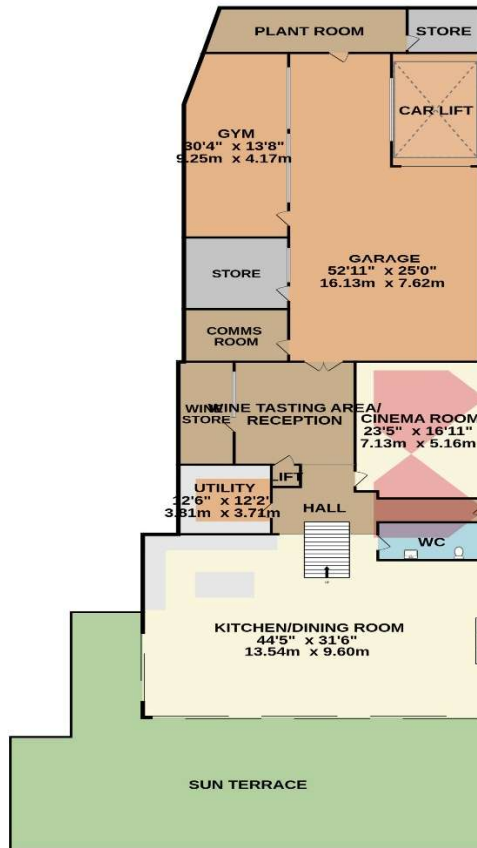 PLANT ROOM
STORE
CAR LIFT
GYM
30'4" x 13'8"
9.25m x 4.17m
GARAGE
52'11" x 25'0"
16.13m x 7.62m
STORE
COMMS
ROOM
WINE
STORE
WINE TASTING AREA/
RECEPTION
CINEMA ROOM
23'5" x 16'11"
7.13m x 5.16m
LIFT
UTILITY
12'6" x 12'2"
3.81m x 3.71m
HALL
WC
KITCHEN/DINING ROOM
44'5" x 31'6"
13.54m x 9.60m
SUN TERRACE